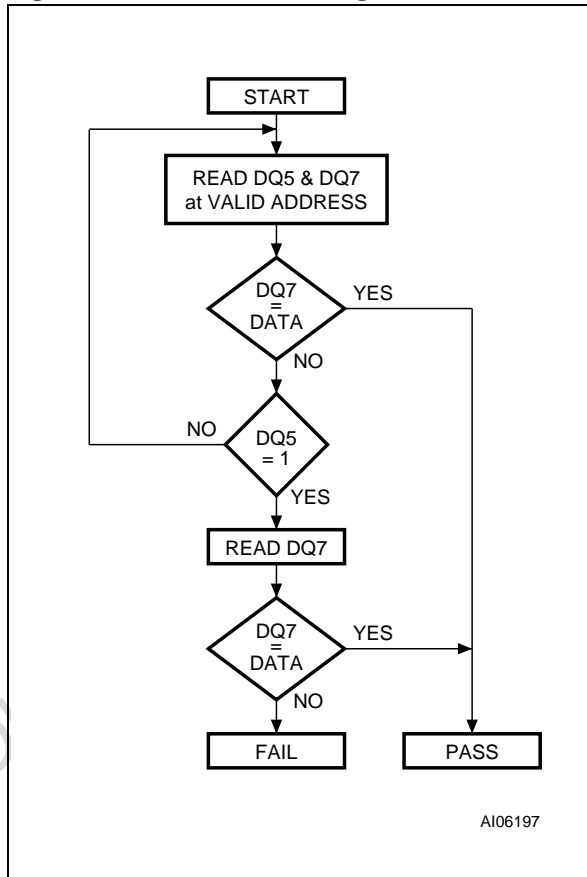 START
READ DQ5 & DQ7
at VALID ADDRESS
DQ7
=
DATA
YES
NO
NO
DQ5
= 1
YES
READ DQ7
DQ7
=
DATA
YES
NO
FAIL
PASS
AI06197